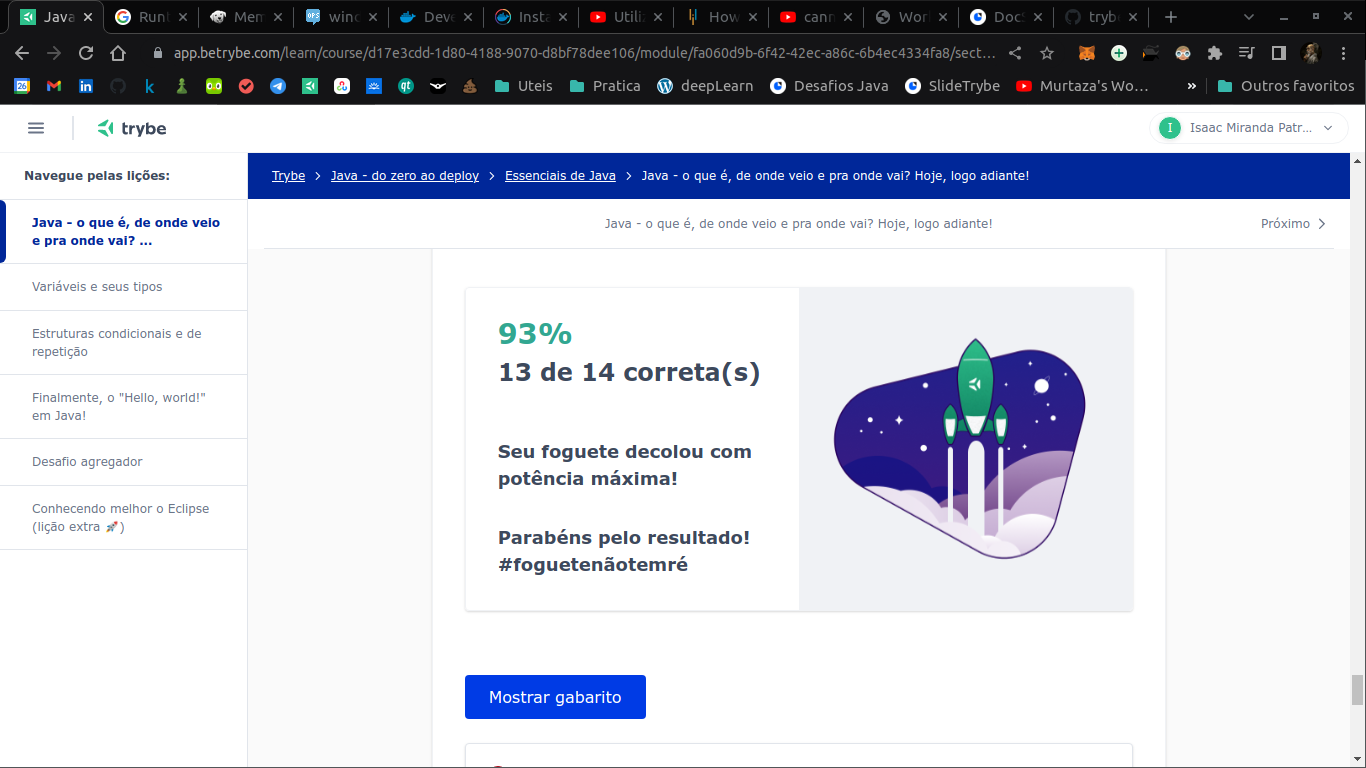 Java
Runt
Mem
winc
Deve
Insta
Utiliz
How
cann
Worl
DocS
trybe
app.betrybe.com/learn/course/d17e3cdd-1d80-4188-9070-d8bf78dee106/module/fa060d9b-6f42-42ec-a86c-6b4ec4334fa8/sect...
Uteis
Pratica
deepLearn
Desafios Java
SlideTrybe
Murtaza's Wo...
»
Outros favoritos
trybe
I
Isaac Miranda Patr...
Navegue pelas lições:
Trybe > Java - do zero ao deploy > Essenciais de Java > Java - o que é, de onde veio e pra onde vai? Hoje, logo adiante!
Java - o que é, de onde veio
e pra onde vai? ...
Variáveis e seus tipos
Estruturas condicionais e de
repetição
Finalmente, o "Hello, world!"
em Java!
Desafio agregador
Conhecendo melhor o Eclipse
(lição extra 🚀)
Java - o que é, de onde veio e pra onde vai? Hoje, logo adiante!
Próximo
93%
13 de 14 correta(s)
Seu foguete decolou com
potência máxima!
Parabéns pelo resultado!
#foguetenãotemré
Mostrar gabarito